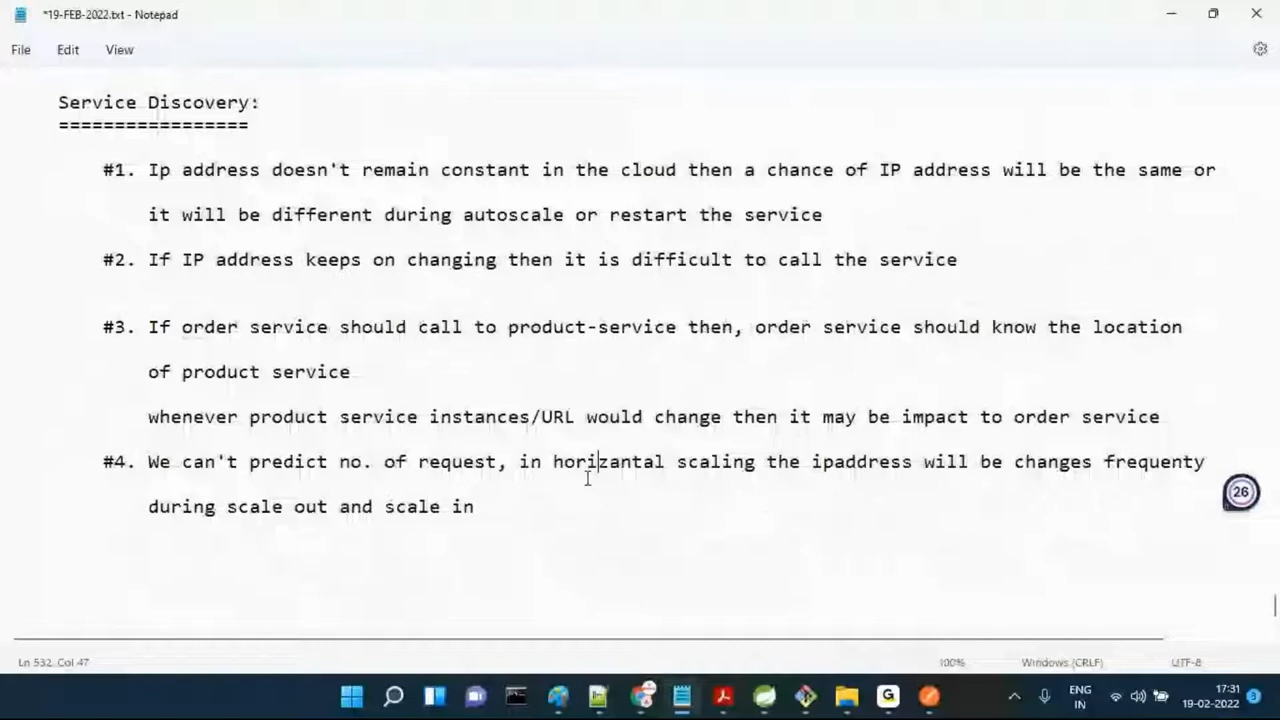 *19-FEB-2022.txt - Notepad
File Edit View
Service Discovery:
=================
#1. Ip address doesn't remain constant in the cloud then a chance of IP address will be the same or
it will be different during autoscale or restart the service
#2. If IP address keeps on changing then it is difficult to call the service
#3. If order service should call to product-service then, order service should know the location
of product service
whenever product service instances/URL would change then it may be impact to order service
#4. We can't predict no. of request, in horizantal scaling the ipaddress will be changes frequenty
during scale out and scale in
26
Ln 532, Col 47 100% Windows (CRLF) UTF-8
ENG 17:31
IN 19-02-2022 3